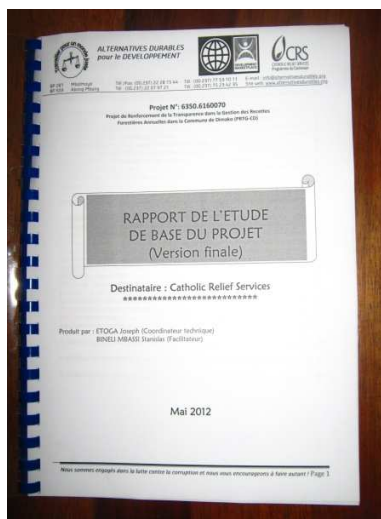 ALTERNATIVES DURABLES
pour le DEVELOPPEMENT
CRS
CATHOLIC RELIEF SERVICES
Projet N°: 6350.6160070
Projet de Renforcement de la Transparence dans la Gestion des Recettes
Forestières Annuelles dans la Commune de (PRTG-CD)
RAPPORT DE L'ETUDE
DE BASE DU PROJET
(Version finale)
Destinataire : Catholic Relief Services
****************************
Produit par : ETOGA Joseph (Coordinateur technique)
BINELI MBASSI Stanislas (Facilitateur)
Mai 2012
Nous sommes engagés dans la lutte contre la corruption et nous vous encourageons à faire autant ! Page 1